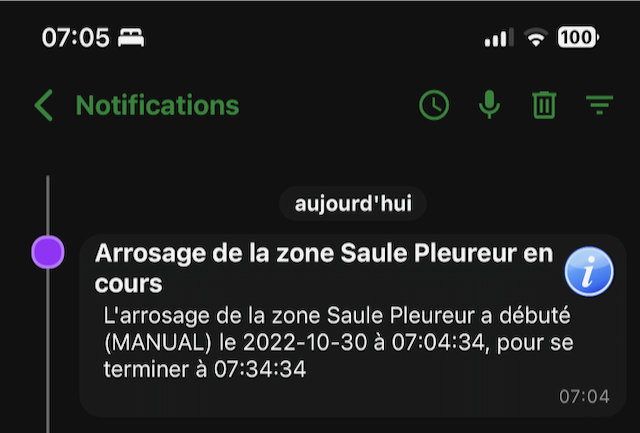 07:05
100
Notifications
aujourd'hui
Arrosage de la zone Saule Pleureur en
cours
i
L'arrosage de la zone Saule Pleureur a débuté
(MANUAL) le 2022-10-30 à 07:04:34, pour se
terminer à 07:34:34
07:04